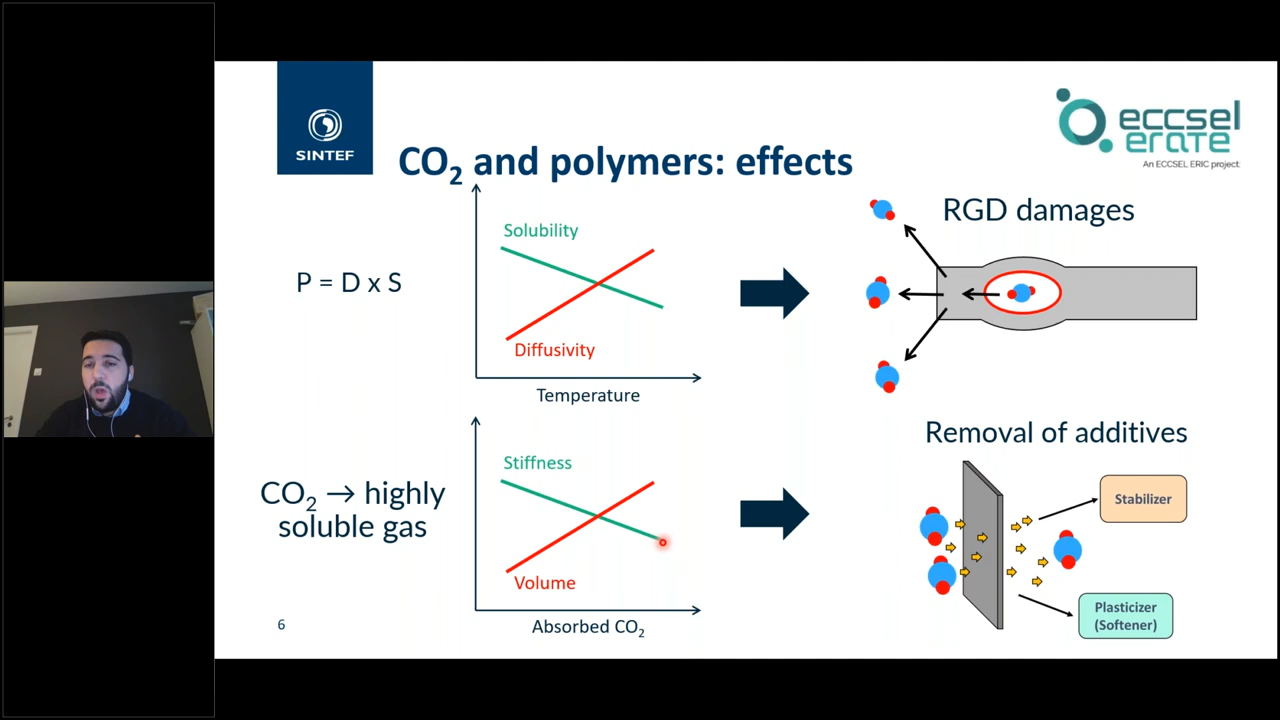 SINTEF
eccsel
erate
An ECCSEL ERIC project
CO₂ and polymers: effects
P = D x S
Solubility
Diffusivity
Temperature
RGD damages
CO₂ → highly
soluble gas
Stiffness
Volume
Absorbed CO₂
Removal of additives
Stabilizer
Plasticizer
(Softener)
6